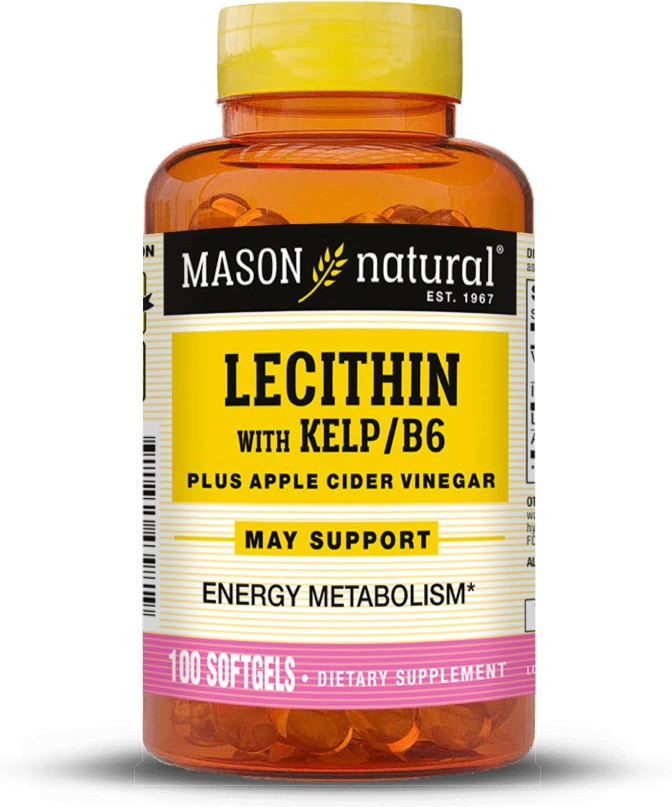 MASON natural®
EST. 1967
LECITHIN
WITH KELP/B6
PLUS APPLE CIDER VINEGAR
MAY SUPPORT
ENERGY METABOLISM*
100 SOFTGELS • DIETARY SUPPLEMENT